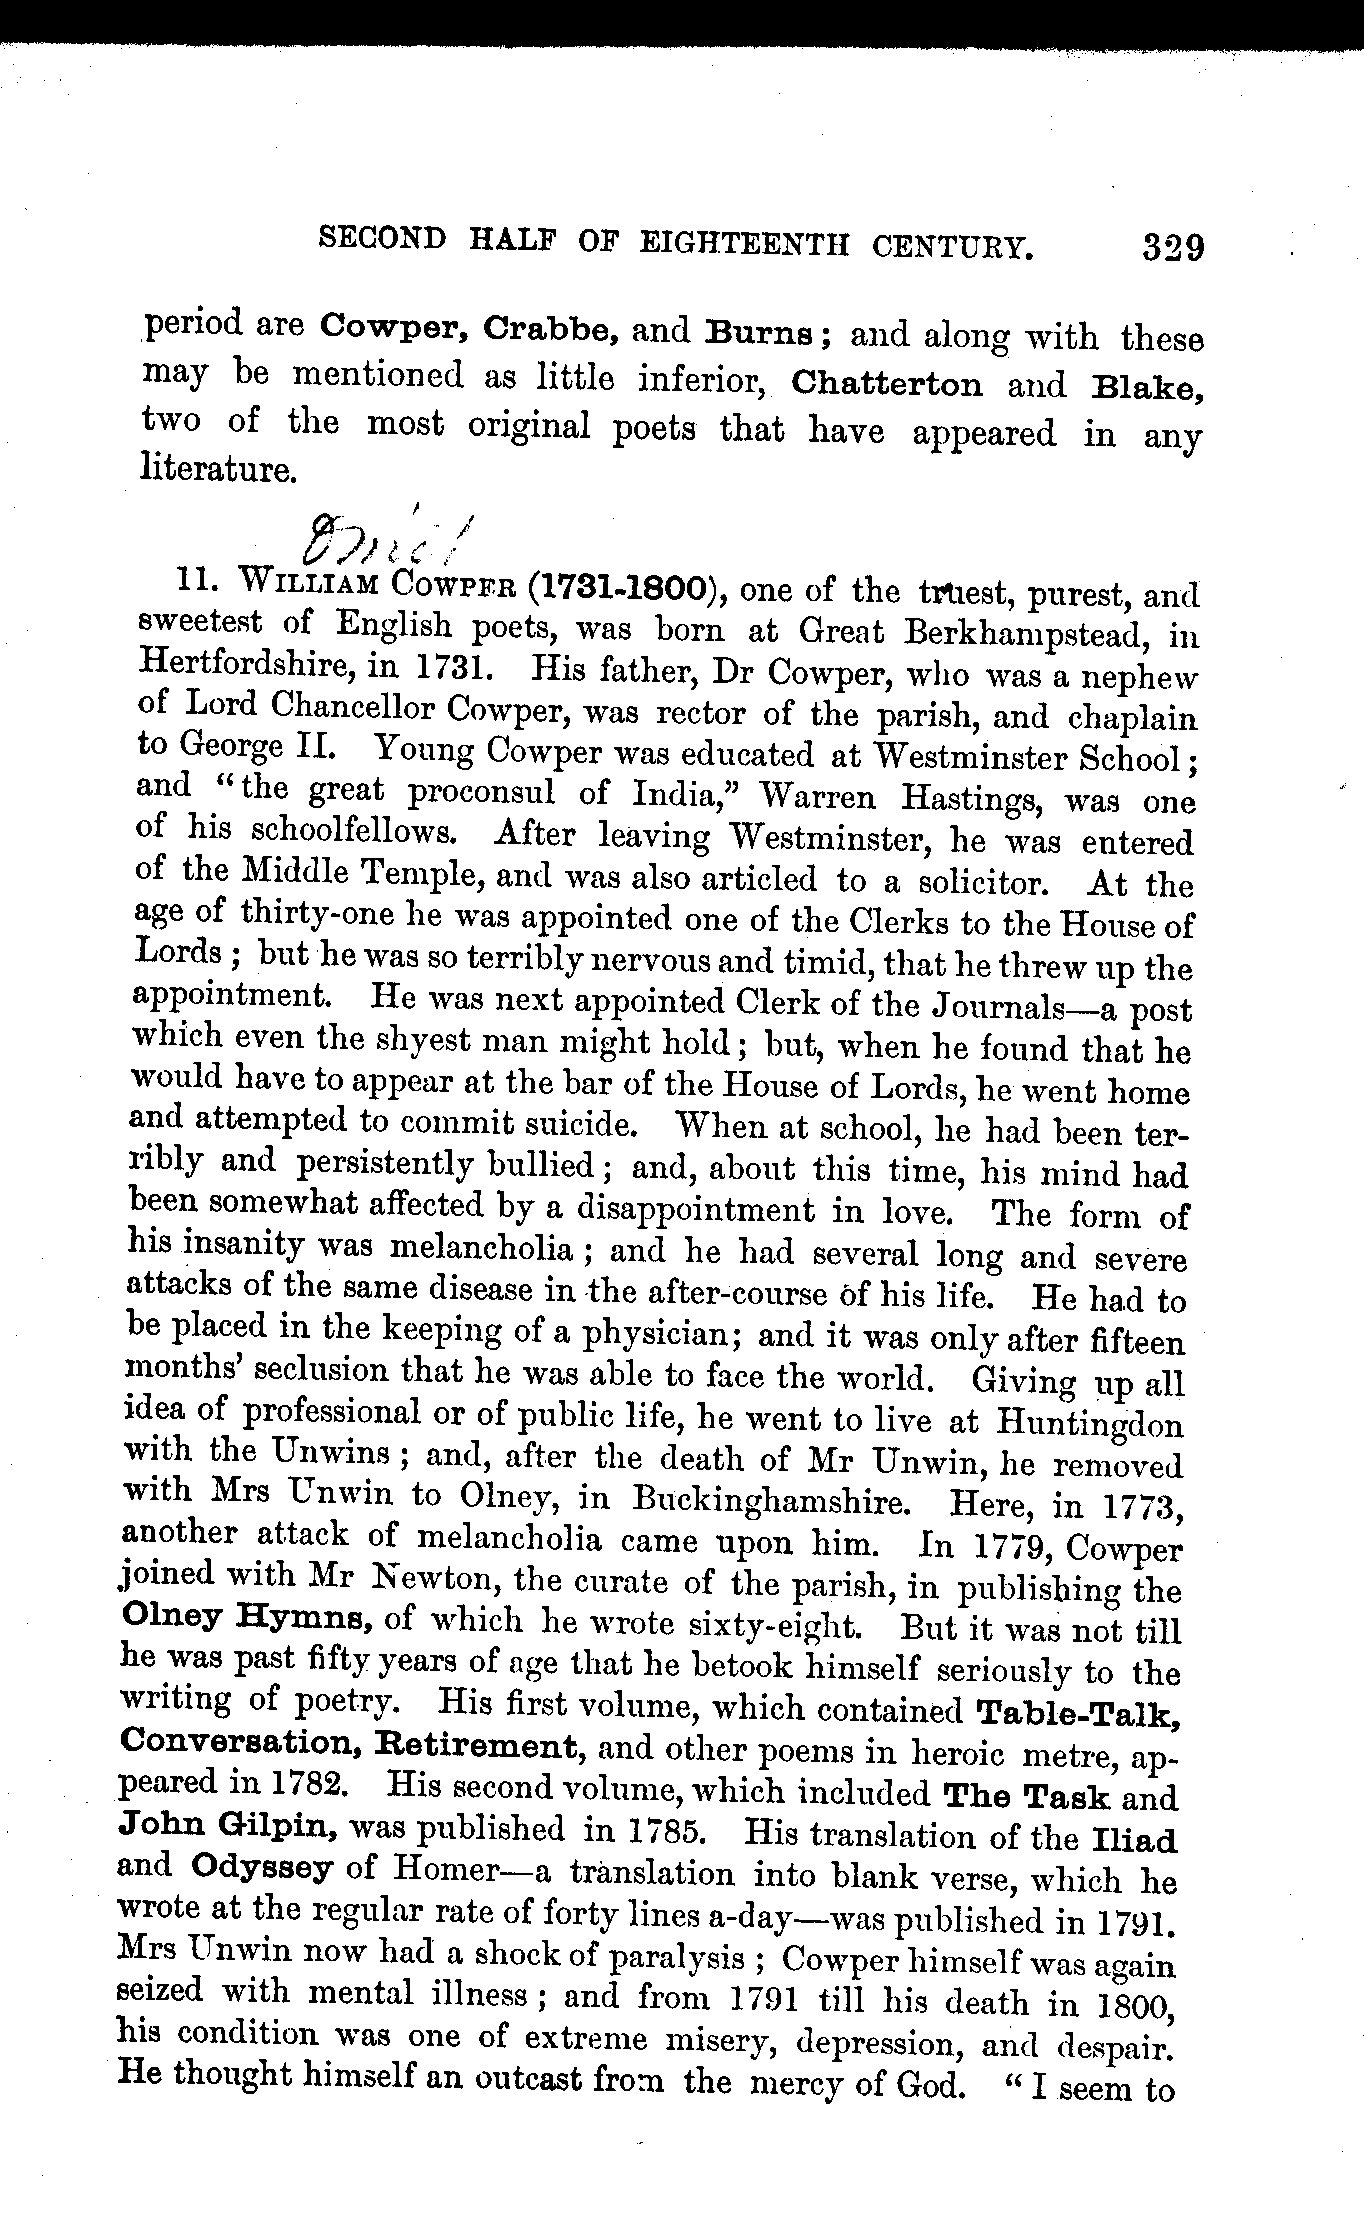 SECOND HALF OF EIGHTEENTH CENTURY. 329
period are Cowper, Crabbe, and Burns; and along with these
may be mentioned as little inferior, Chatterton and Blake,
two of the most original poets that have appeared in any
literature.
Omit
11. WILLIAM COWPER (1731-1800), one of the truest, purest, and
sweetest of English poets, was born at Great Berkhampstead, in
Hertfordshire, in 1731. His father, Dr Cowper, who was a nephew
of Lord Chancellor Cowper, was rector of the parish, and chaplain
to George II. Young Cowper was educated at Westminster School;
and "the great proconsul of India," Warren Hastings, was one
of his schoolfellows. After leaving Westminster, he was entered
of the Middle Temple, and was also articled to a solicitor. At the
age of thirty-one he was appointed one of the Clerks to the House of
Lords; but he was so terribly nervous and timid, that he threw up the
appointment. He was next appointed Clerk of the Journals—a post
which even the shyest man might hold; but, when he found that he
would have to appear at the bar of the House of Lords, he went home
and attempted to commit suicide. When at school, he had been ter-
ribly and persistently bullied; and, about this time, his mind had
been somewhat affected by a disappointment in love. The form of
his insanity was melancholia; and he had several long and severe
attacks of the same disease in the after-course of his life. He had to
be placed in the keeping of a physician; and it was only after fifteen
months' seclusion that he was able to face the world. Giving up all
idea of professional or of public life, he went to live at Huntingdon
with the Unwins; and, after the death of Mr Unwin, he removed
with Mrs Unwin to Olney, in Buckinghamshire. Here, in 1773,
another attack of melancholia came upon him. In 1779, Cowper
joined with Mr Newton, the curate of the parish, in publishing the
Olney Hymns, of which he wrote sixty-eight. But it was not till
he was past fifty years of age that he betook himself seriously to the
writing of poetry. His first volume, which contained Table-Talk,
Conversation, Retirement, and other poems in heroic metre, ap-
peared in 1782. His second volume, which included The Task and
John Gilpin, was published in 1785. His translation of the Iliad
and Odyssey of Homer—a translation into blank verse, which he
wrote at the regular rate of forty lines a-day—was published in 1791.
Mrs Unwin now had a shock of paralysis; Cowper himself was again
seized with mental illness; and from 1791 till his death in 1800,
his condition was one of extreme misery, depression, and despair.
He thought himself an outcast from the mercy of God. "I seem to